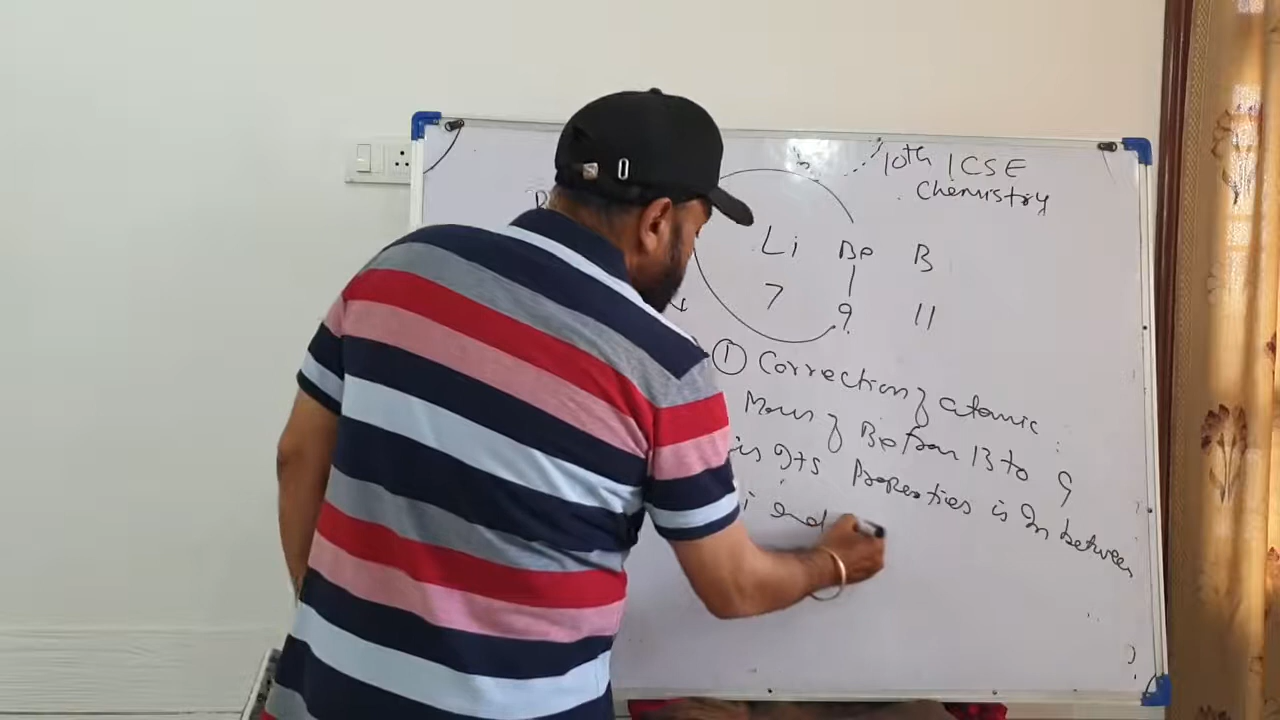 10th ICSE
Chemistry
Li Be B
7 9 11
① Correction of atomic
Mass of Be from 13 to 9
is Its Properties is In between
i and